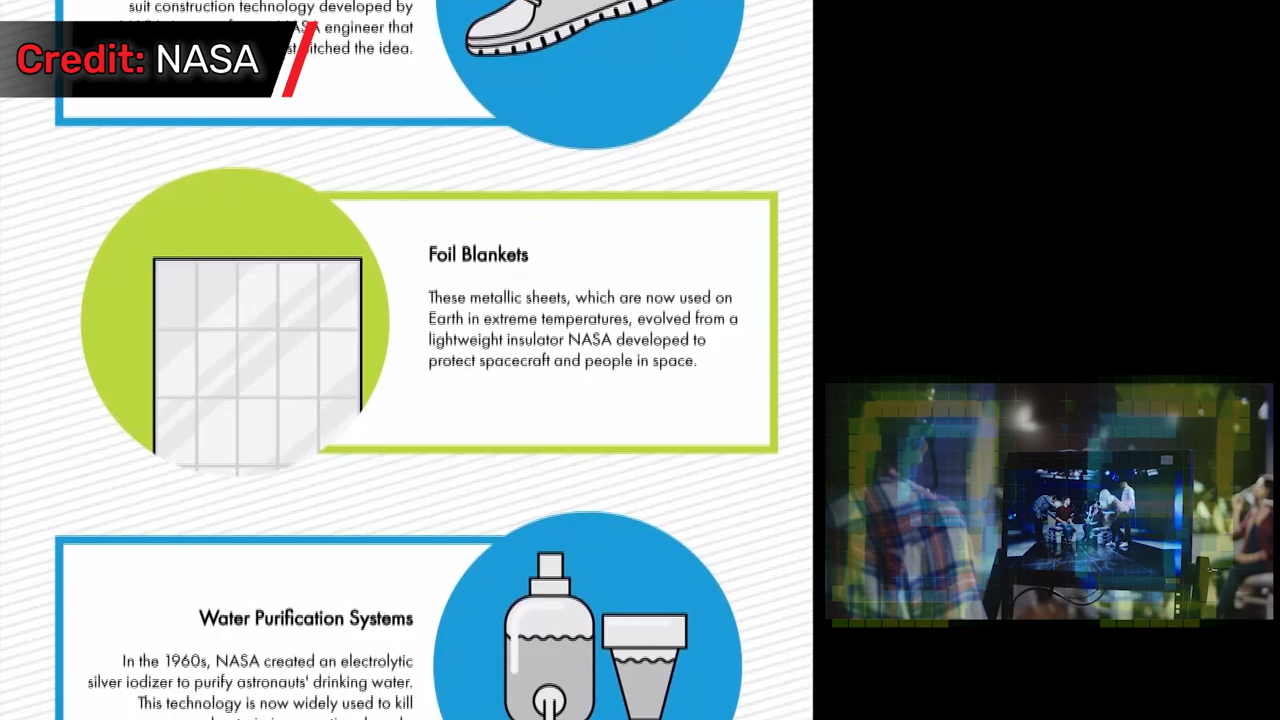 suit construction technology developed by
engineer that
pitched the idea.
Credit: NASA
Foil Blankets
These metallic sheets, which are now used on
Earth in extreme temperatures, evolved from a
lightweight insulator NASA developed to
protect spacecraft and people in space.
Water Purification Systems
In the 1960s, NASA created an electrolytic
silver iodizer to purify astronauts' drinking water.
This technology is now widely used to kill